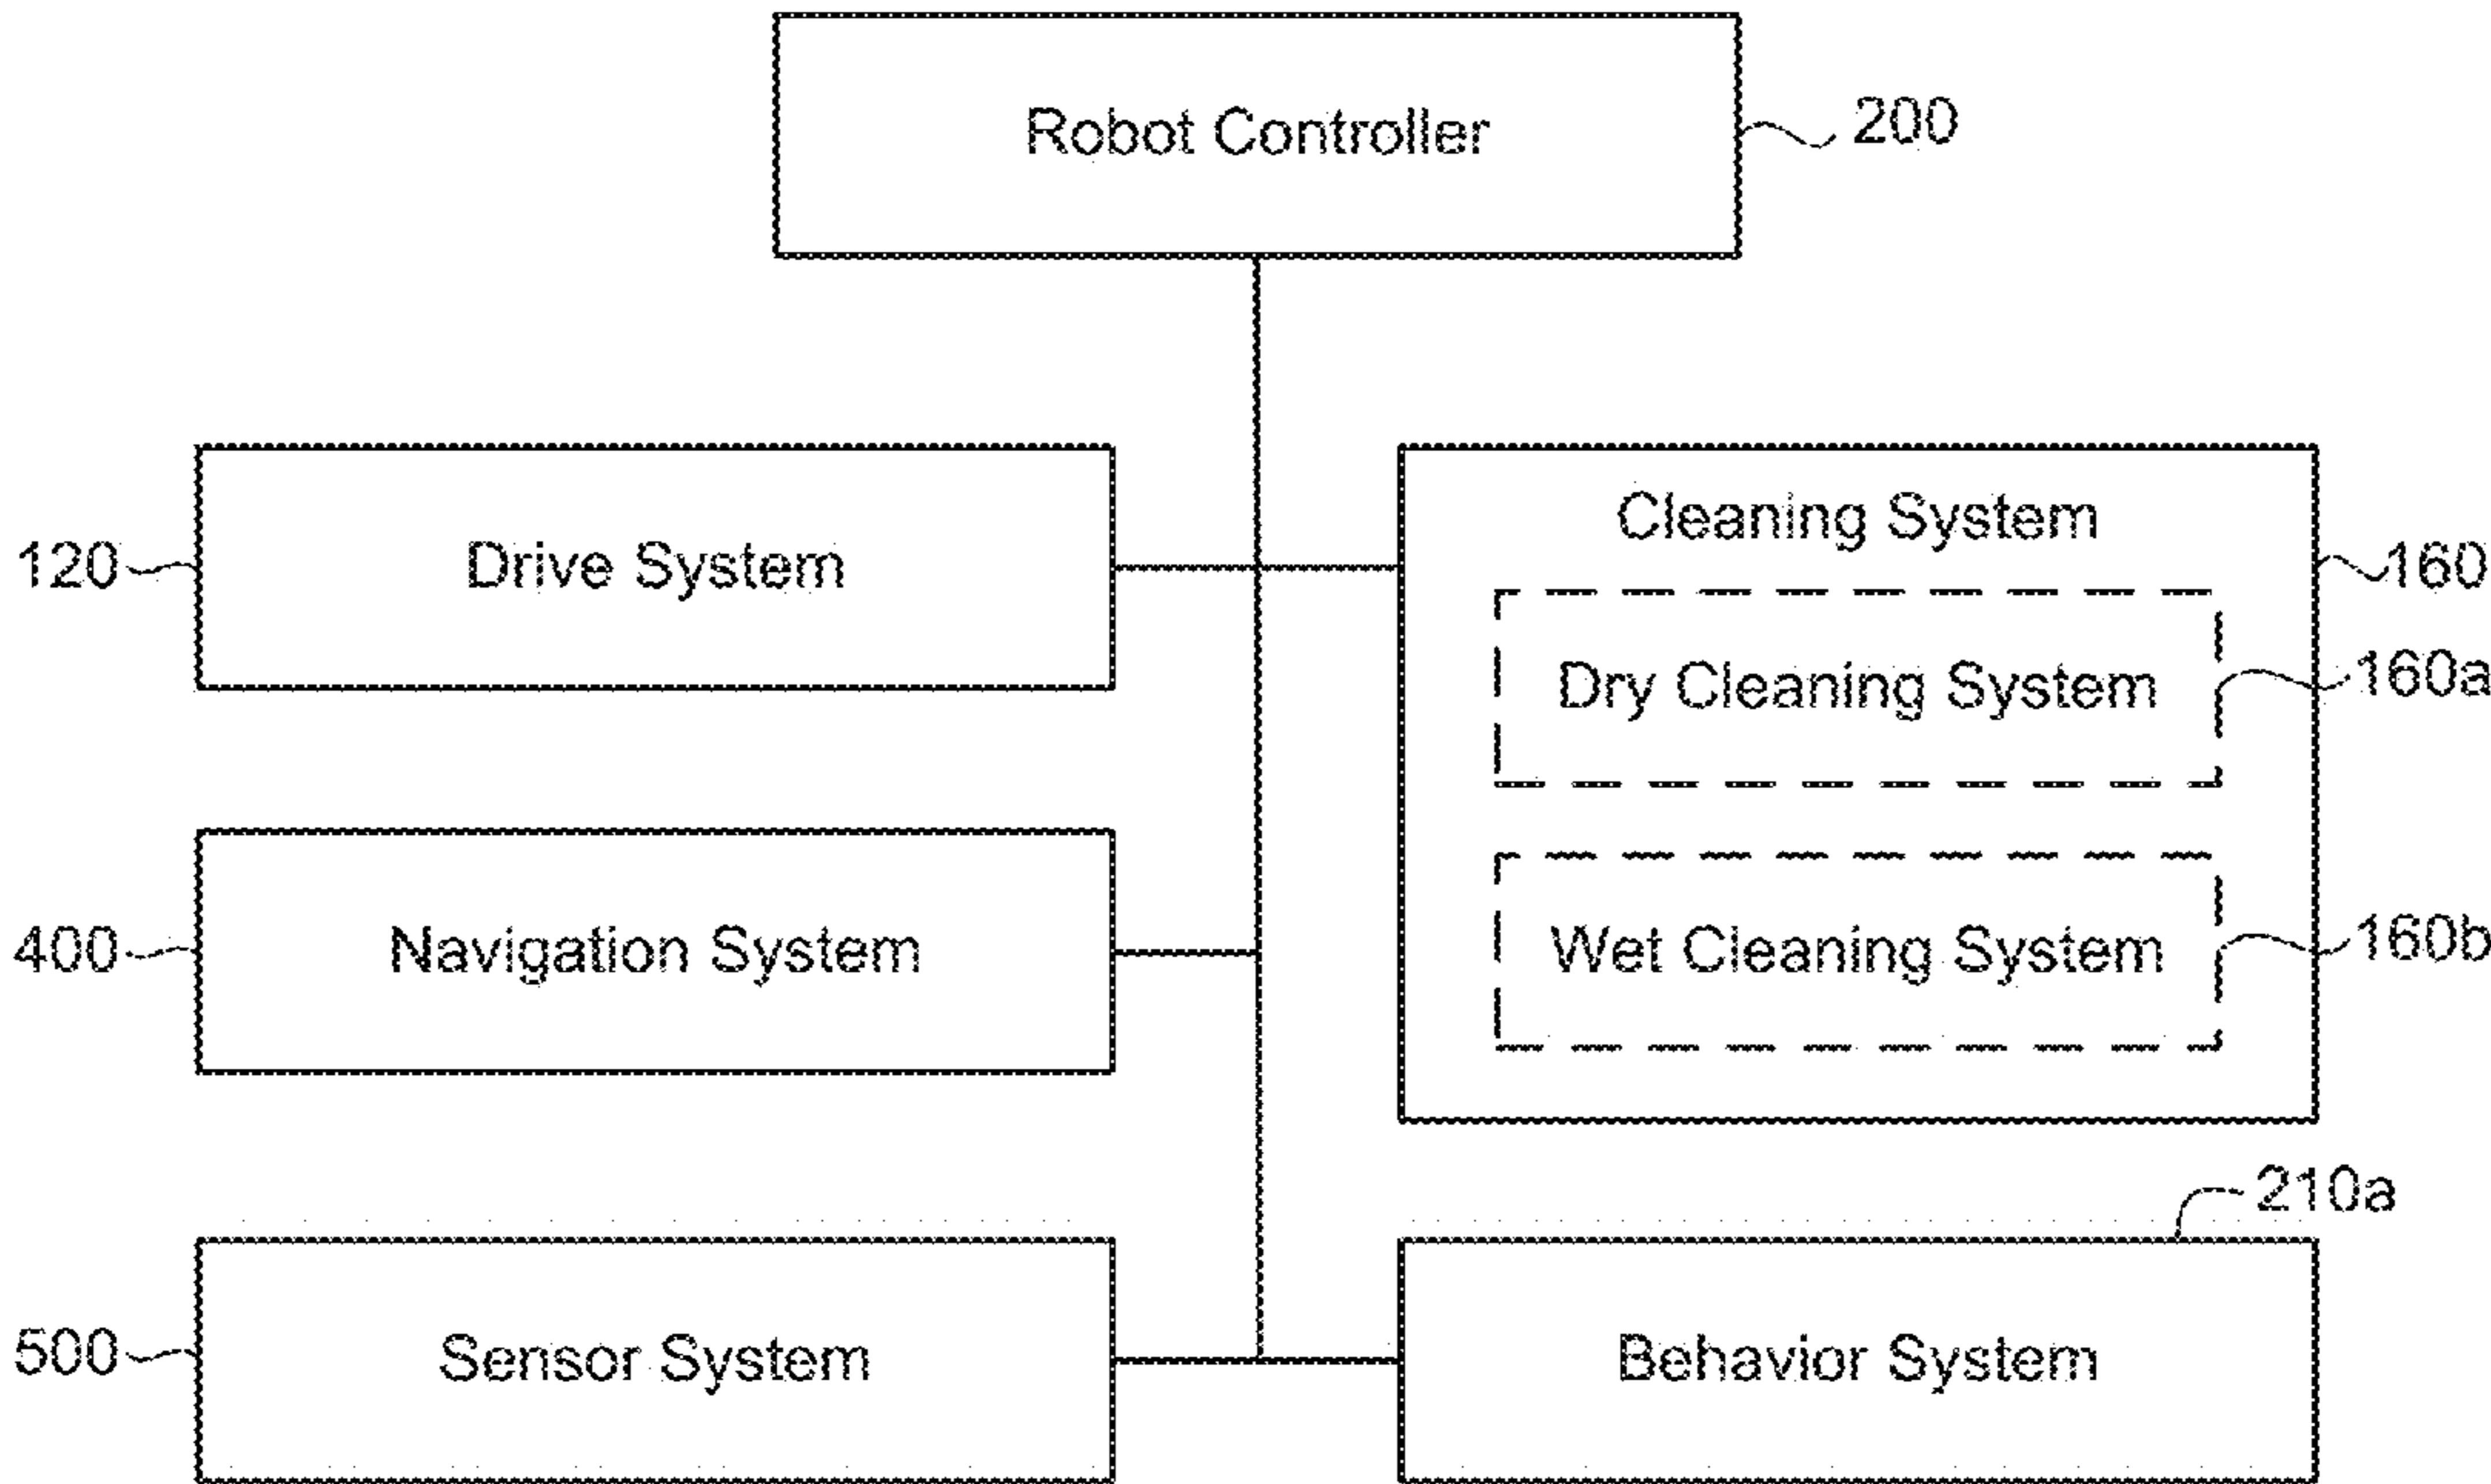 Robot Controller
200
120
Drive System
Cleaning System
160
Dry Cleaning System
160a
400
Navigation System
Wet Cleaning System
160b
210a
500
Sensor System
Behavior System